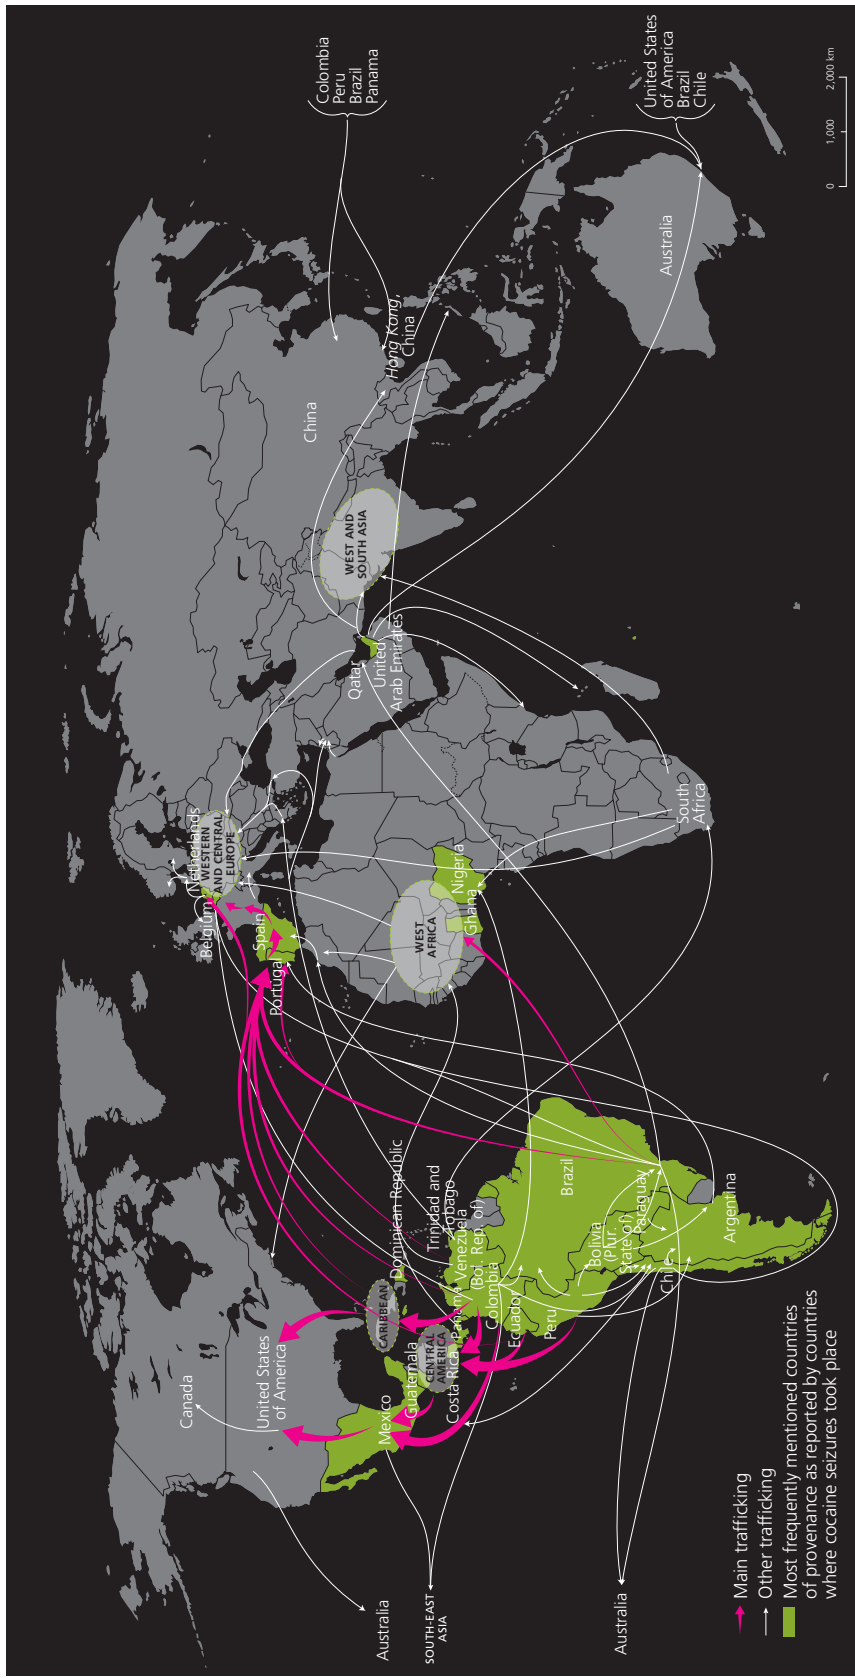 Canada
United States
of America
Mexico
Guatemala
CARIBBEAN
CENTRAL
AMERICA
Costa Rica
Panama
Dominican Republic
Trinidad and
Tobago
Venezuela
(Bol. Rep. of)
Colombia
Ecuador
Peru
Brazil
Bolivia
(Plur.
State of)
Paraguay
Chile
Argentina
Australia
SOUTH-EAST
ASIA
Australia
Netherlands
Belgium
WESTERN
AND CENTRAL
EUROPE
Spain
Portugal
WEST
AFRICA
Ghana
Nigeria
South
Africa
Qatar
United
Arab Emirates
WEST AND
SOUTH ASIA
China
Hong Kong,
China
Australia
Colombia
Peru
Brazil
Panama
United States
of America
Brazil
Chile
Main trafficking
Other trafficking
Most frequently mentioned countries
of provenance as reported by countries
where cocaine seizures took place
0 1,000 2,000 km